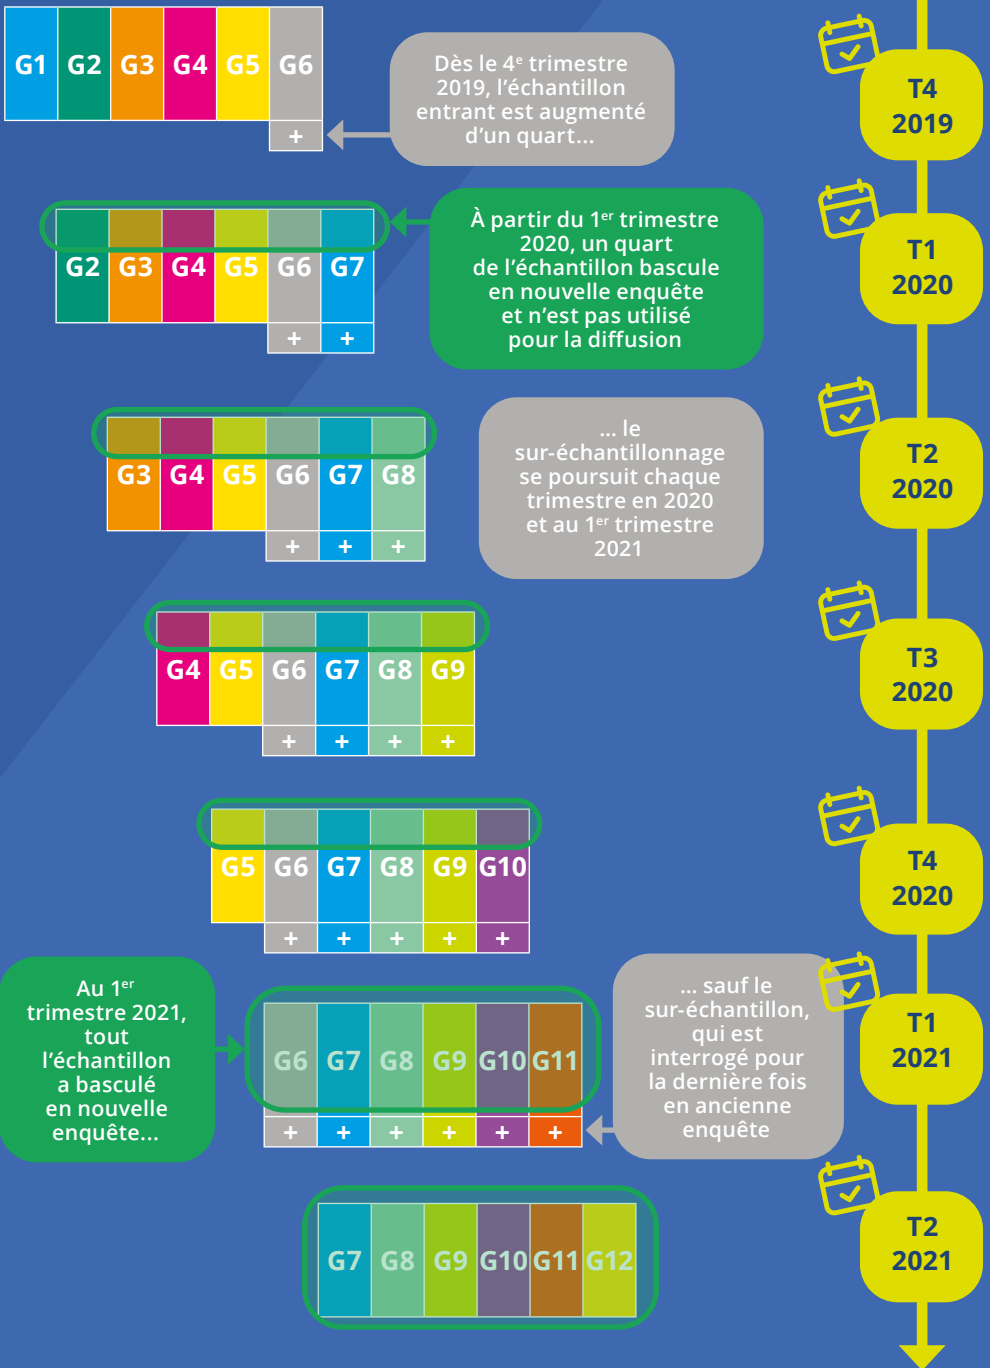 G1 G2 G3 G4 G5 G6
+
Dès le 4e trimestre
2019, l’échantillon
entrant est augmenté
d’un quart...
T4
2019
G2 G3 G4 G5 G6 G7
+ +
À partir du 1er trimestre
2020, un quart
de l’échantillon bascule
en nouvelle enquête
et n’est pas utilisé
pour la diffusion
T1
2020
G3 G4 G5 G6 G7 G8
+ + +
... le
sur-échantillonnage
se poursuit chaque
trimestre en 2020
et au 1er trimestre
2021
T2
2020
G4 G5 G6 G7 G8 G9
+ + + +
T3
2020
G5 G6 G7 G8 G9 G10
+ + + + +
T4
2020
Au 1er
trimestre 2021,
tout
l’échantillon
a basculé
en nouvelle
enquête...
G6 G7 G8 G9 G10 G11
+ + + + + +
... sauf le
sur-échantillon,
qui est
interrogé pour
la dernière fois
en ancienne
enquête
T1
2021
G7 G8 G9 G10 G11 G12
T2
2021